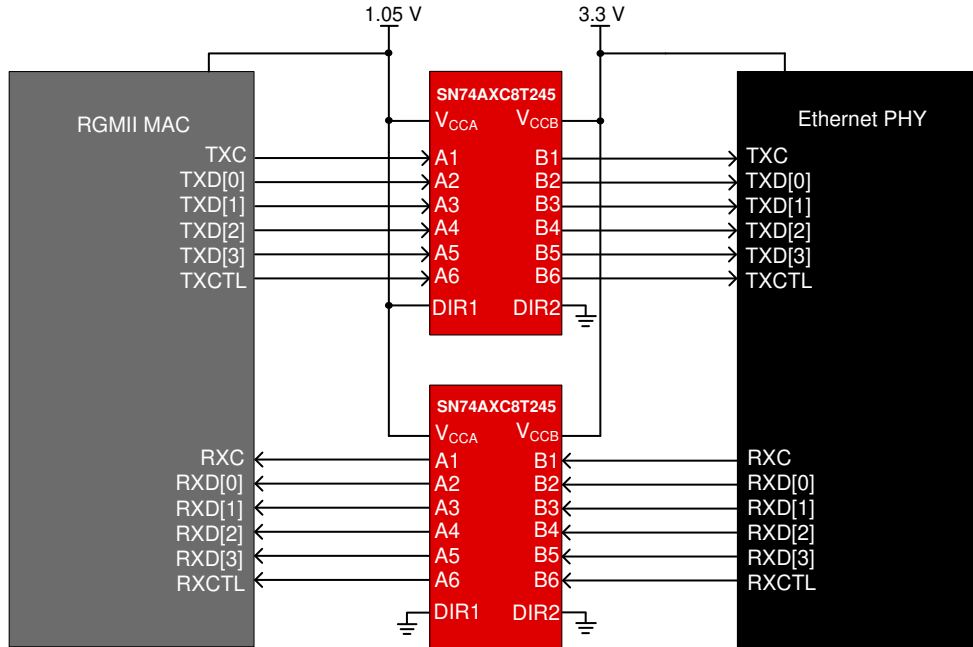 1.05 V
3.3 V
RGMII MAC
TXC
TXD[0]
TXD[1]
TXD[2]
TXD[3]
TXCTL
RXC
RXD[0]
RXD[1]
RXD[2]
RXD[3]
RXCTL
SN74AXC8T245
VCCA VCCB
A1 B1
A2 B2
A3 B3
A4 B4
A5 B5
A6 B6
DIR1 DIR2
SN74AXC8T245
VCCA VCCB
A1 B1
A2 B2
A3 B3
A4 B4
A5 B5
A6 B6
DIR1 DIR2
Ethernet PHY
TXC
TXD[0]
TXD[1]
TXD[2]
TXD[3]
TXCTL
RXC
RXD[0]
RXD[1]
RXD[2]
RXD[3]
RXCTL